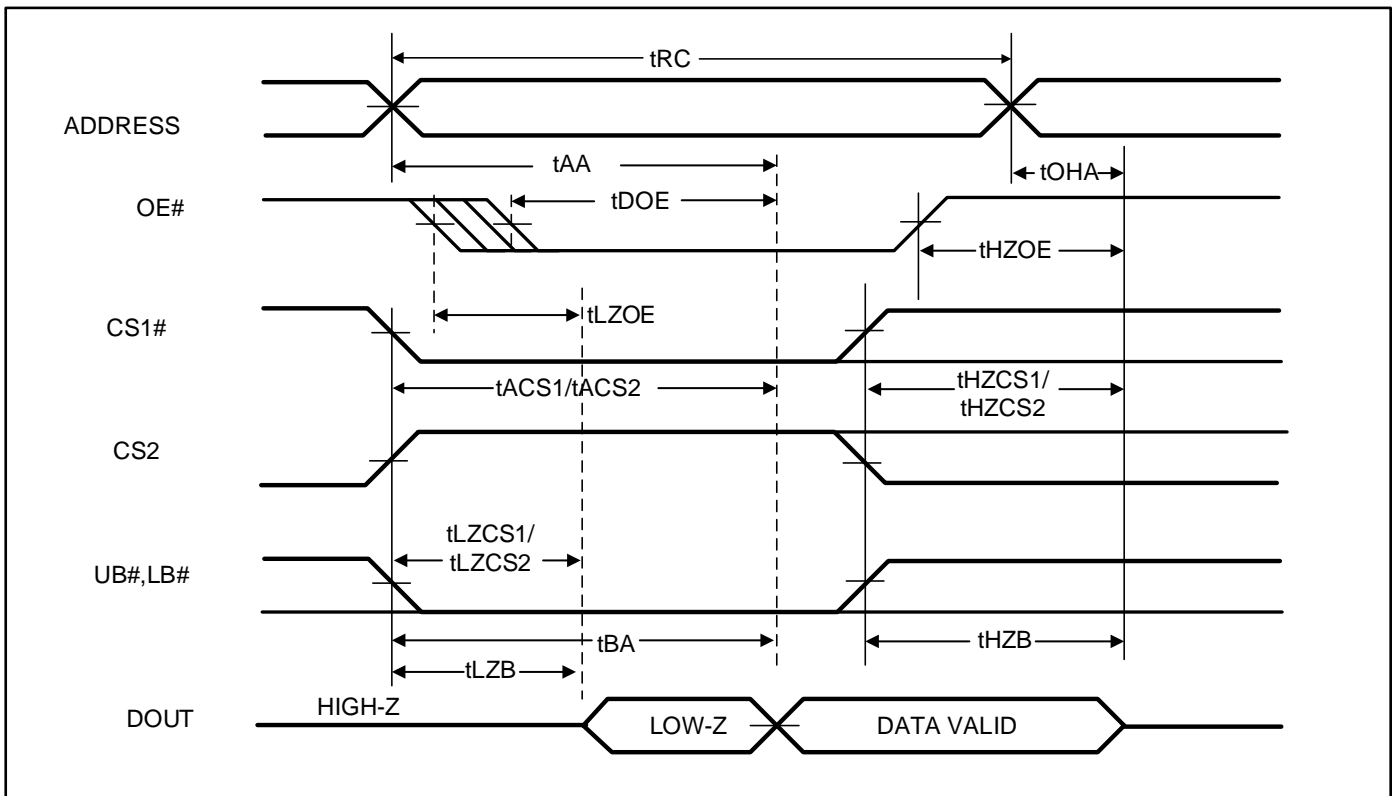 tRC
ADDRESS
tAA
tOHA
OE#
tDOE
tHZOE
CS1#
tLZOE
tACS1/tACS2
tHZCS1/
tHZCS2
CS2
tLZCS1/
tLZCS2
UB#,LB#
tBA
tHZB
tLZB
DOUT
HIGH-Z
LOW-Z
DATA VALID